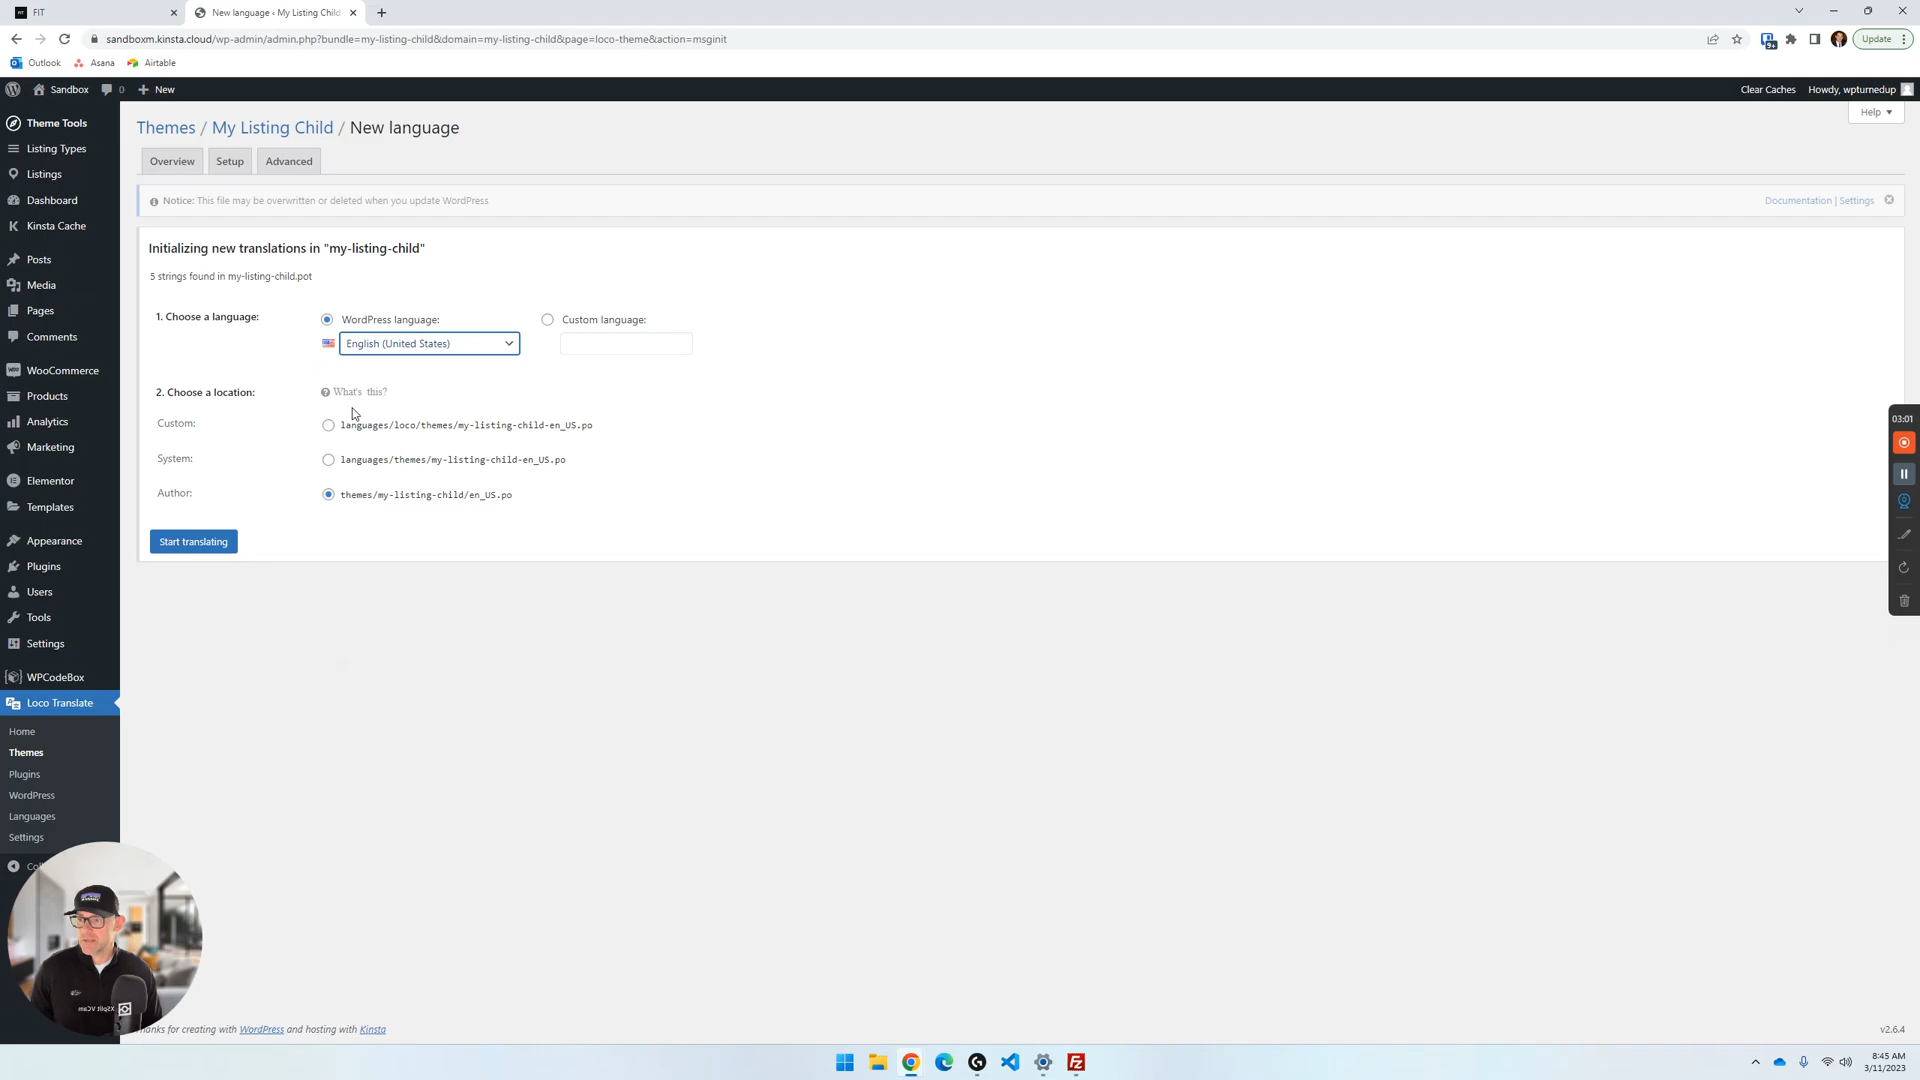 FIT
New language ‹ My Listing Child
sandboxm.kinsta.cloud/wp-admin/admin.php?bundle=my-listing-child&domain=my-listing-child&page=loco-theme&action=msginit
9+
Update
Outlook
Asana
Airtable
Sandbox
0
New
Clear Caches
Howdy, wpturnedup
Theme Tools
Listing Types
Listings
Dashboard
Kinsta Cache
Posts
Media
Pages
Comments
WooCommerce
Products
Analytics
Marketing
Elementor
Templates
Appearance
Plugins
Users
Tools
Settings
WPCodeBox
Loco Translate
Home
Themes
Plugins
WordPress
Languages
Settings
Themes / My Listing Child / New language
Help
Overview
Setup
Advanced
Notice: This file may be overwritten or deleted when you update WordPress
Documentation | Settings
Initializing new translations in "my-listing-child"
5 strings found in my-listing-child.pot
1. Choose a language:
WordPress language:
Custom language:
English (United States)
2. Choose a location:
What's this?
Custom:
languages/loco/themes/my-listing-child-en_US.po
System:
languages/themes/my-listing-child-en_US.po
Author:
themes/my-listing-child/en_US.po
Start translating
03:01
hanks for creating with WordPress and hosting with Kinsta
v2.6.4
8:45 AM
3/11/2023